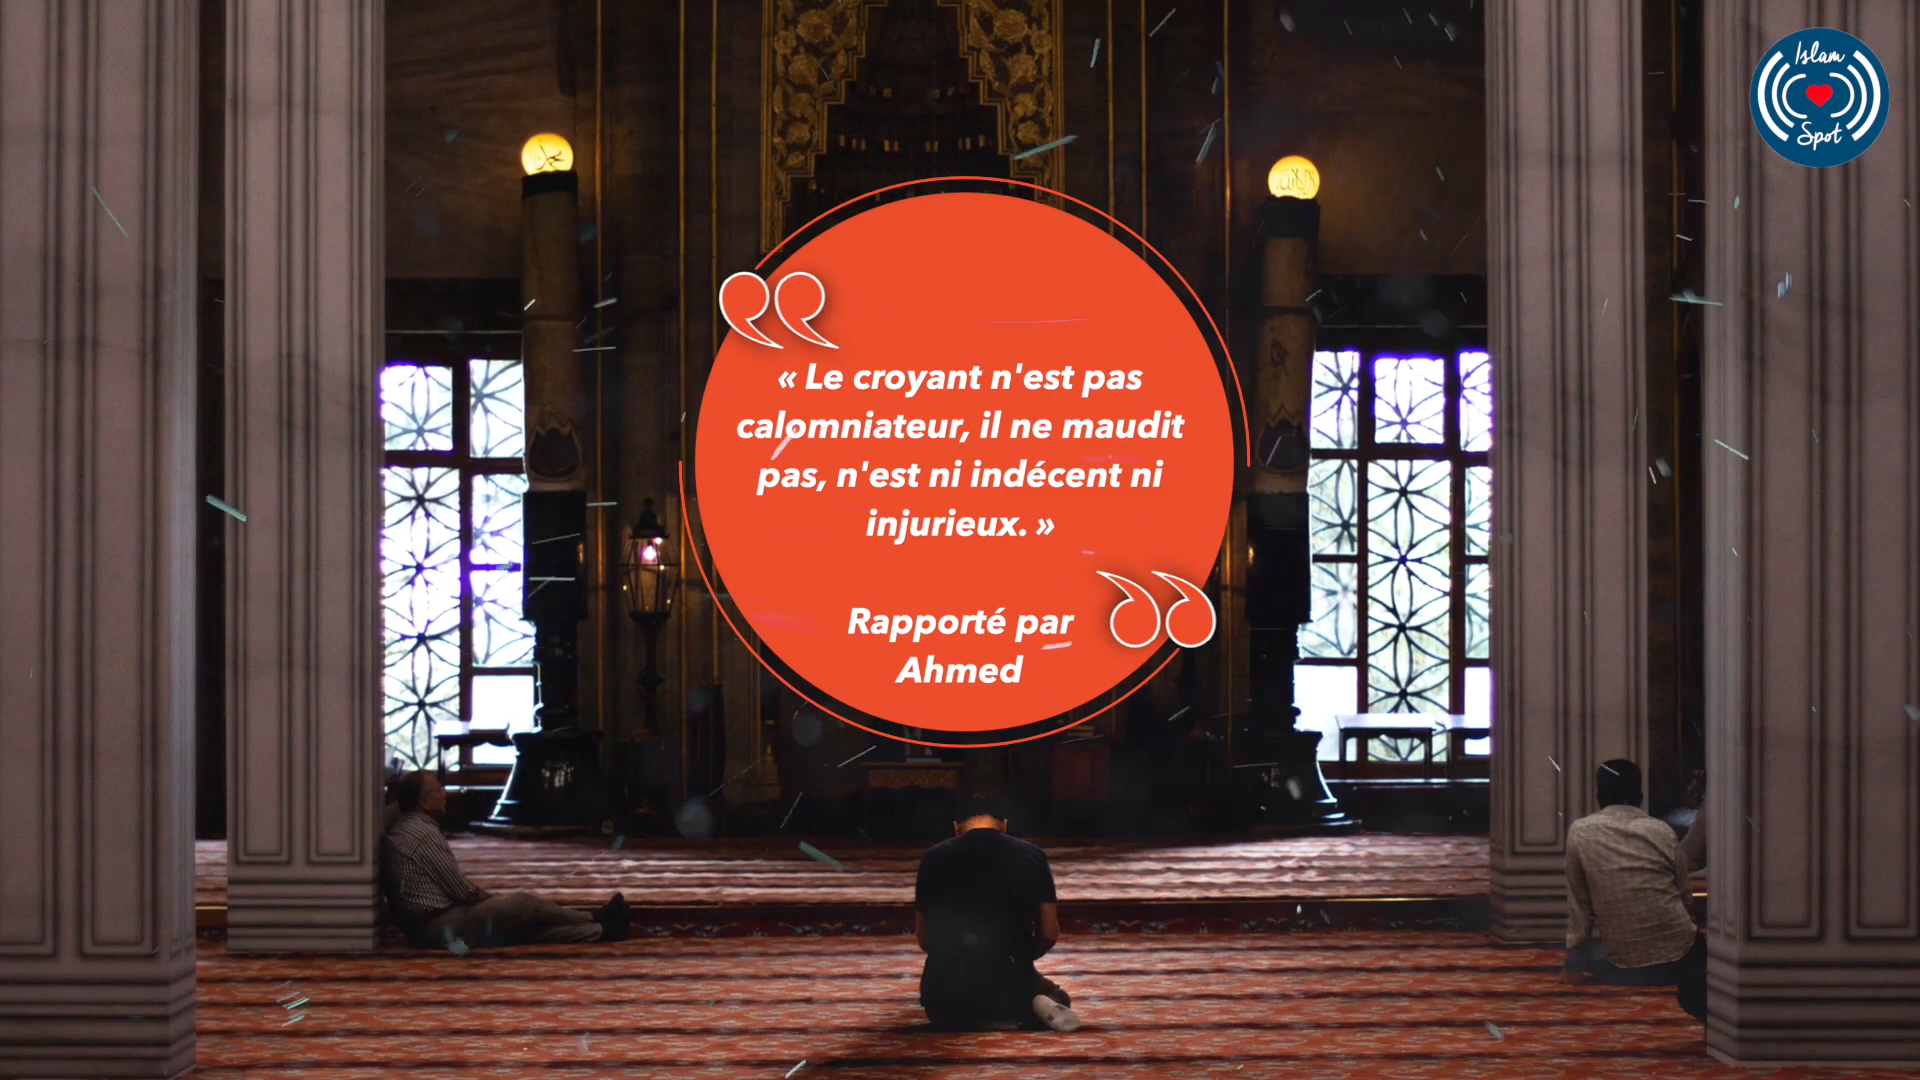 Islam
Spot
« Le croyant n'est pas
calomniateur, il ne maudit
pas, n'est ni indécent ni
injurieux. »
Rapporté par
Ahmed